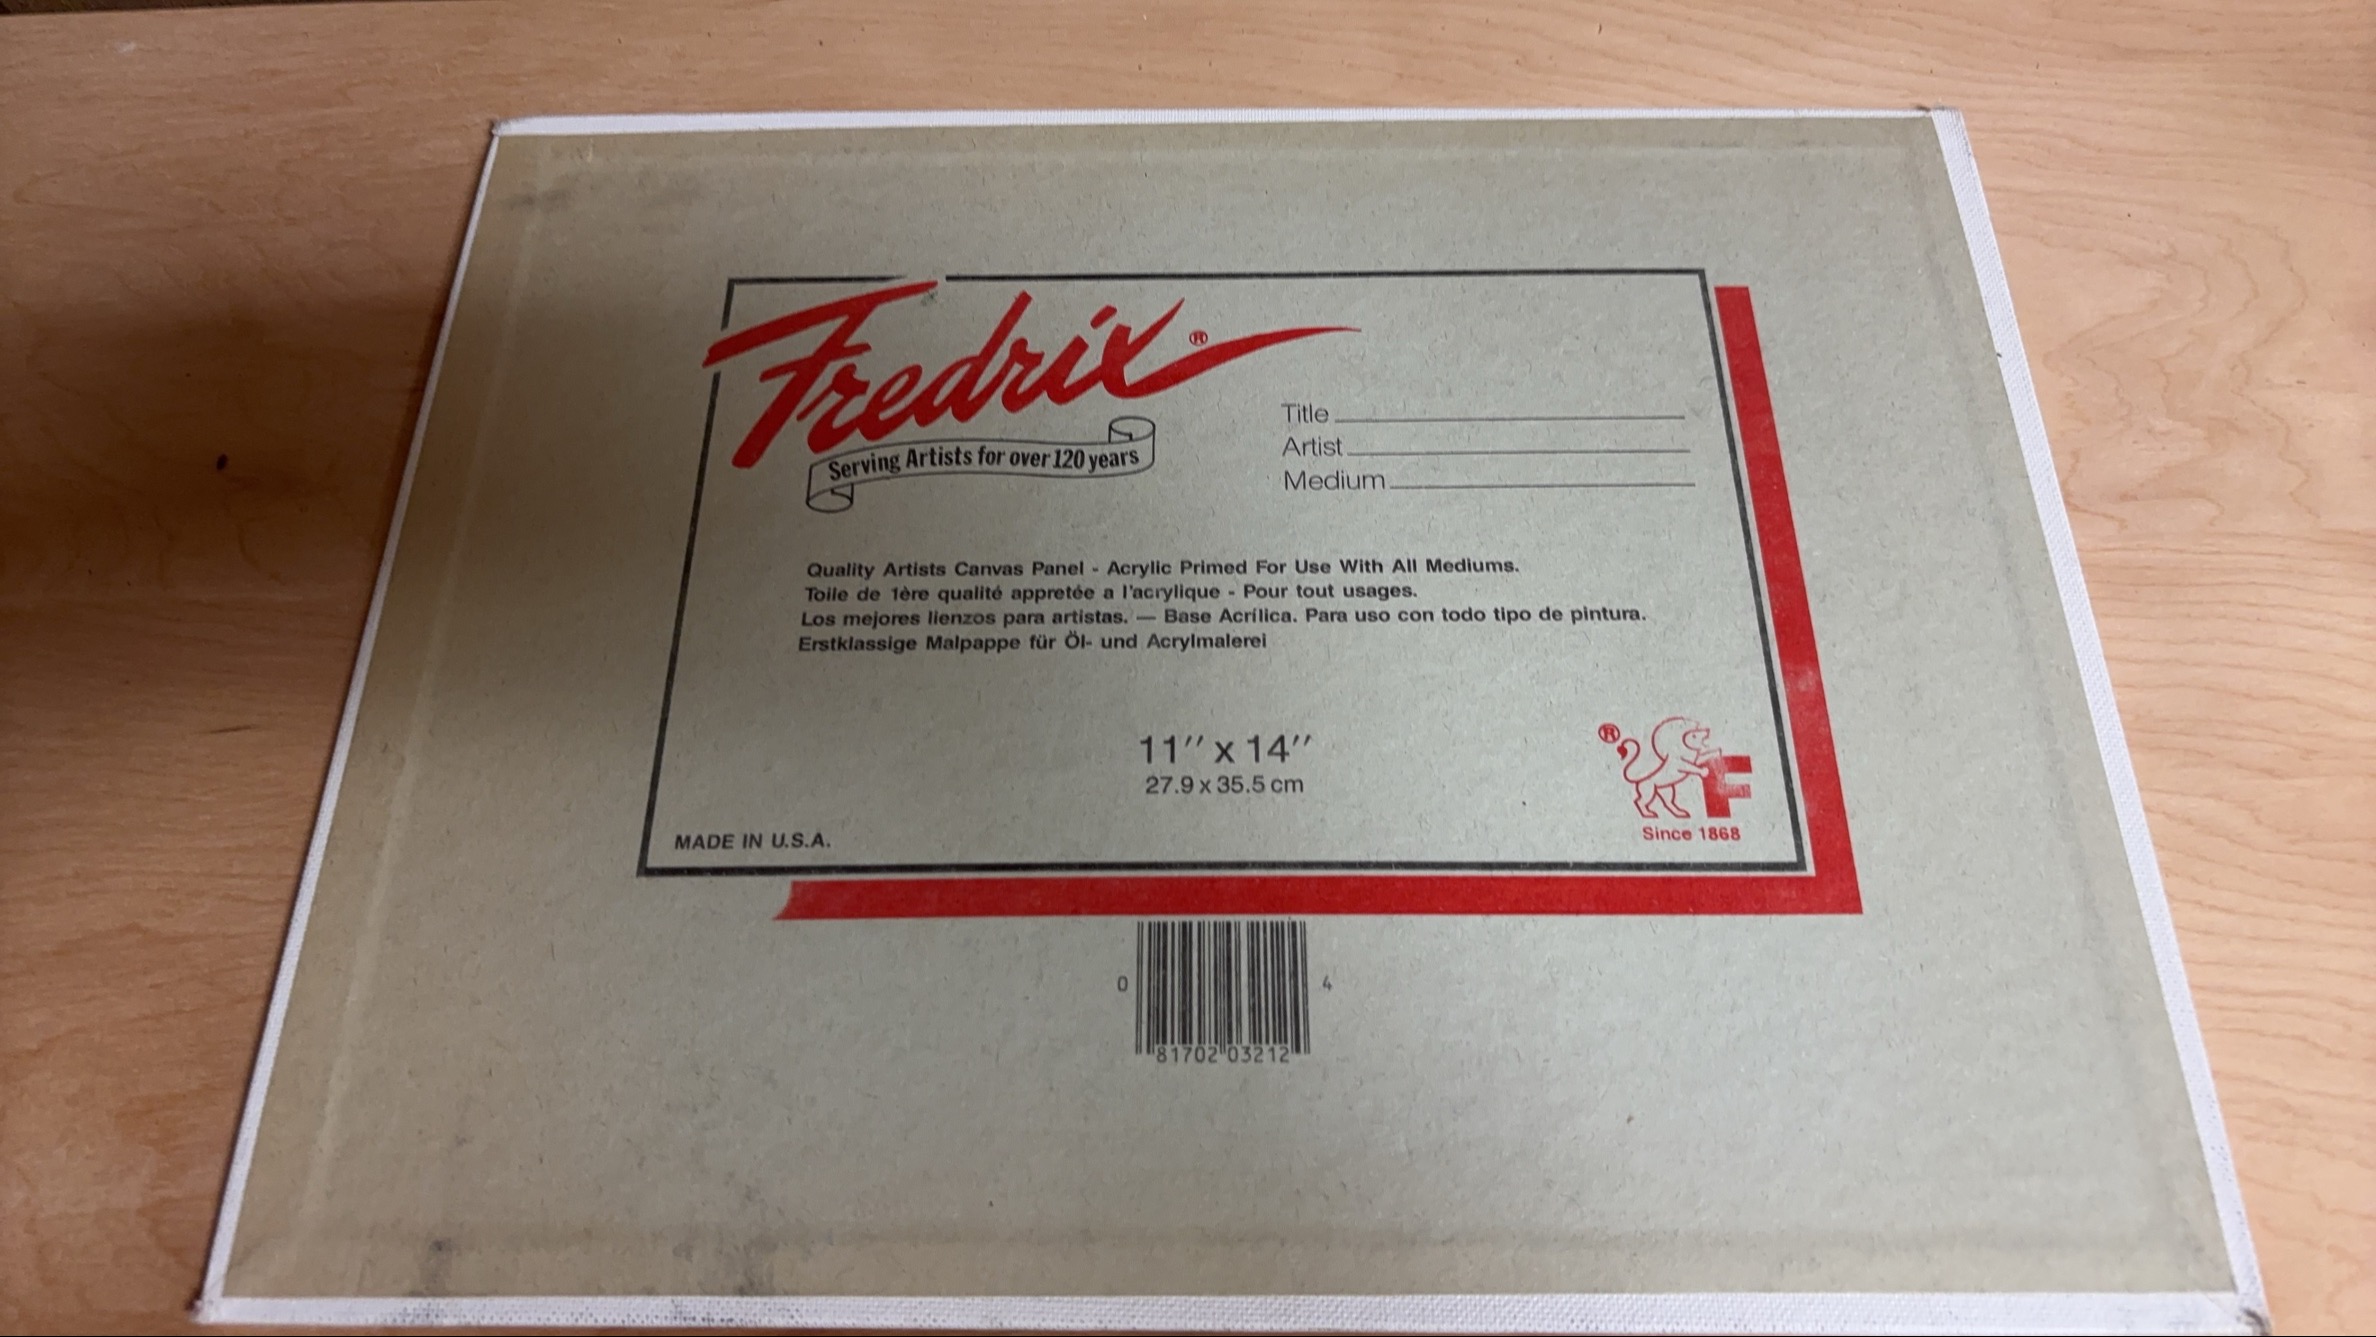 Fredrix®
Serving Artists for over 120 years
Title
Artist
Medium
Quality Artists Canvas Panel - Acrylic Primed For Use With All Mediums.
Toile de 1ère qualité appretée a l'acrylique - Pour tout usages.
Los mejores lienzos para artistas. — Base Acrílica. Para uso con todo tipo de pintura.
Erstklassige Malpappe für Öl- und Acrylmalerei
11″ x 14″
27.9 x 35.5 cm
® F
Since 1868
MADE IN U.S.A.
0 81702 03212 4